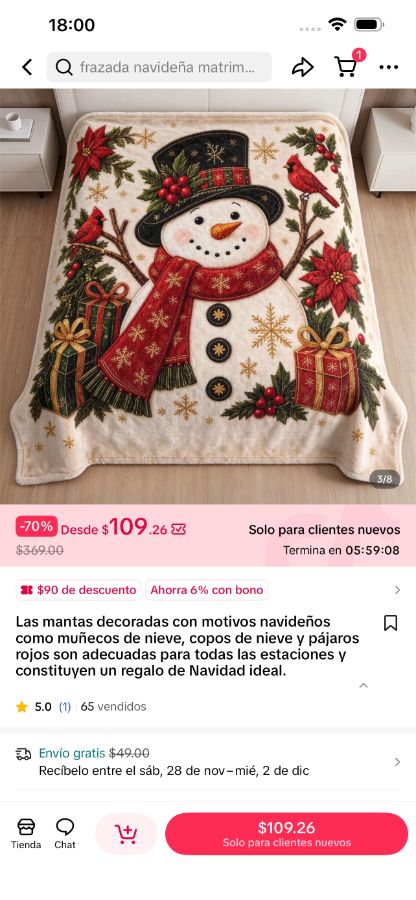 18:00
frazada navideña matrim...
1
3/8
-70% Desde $109.26
Solo para clientes nuevos
$369.00
Termina en 05:59:08
$90 de descuento
Ahorra 6% con bono
Las mantas decoradas con motivos navideños
como muñecos de nieve, copos de nieve y pájaros
rojos son adecuadas para todas las estaciones y
constituyen un regalo de Navidad ideal.
5.0 (1) 65 vendidos
Envío gratis $49.00
Recíbelo entre el sáb, 28 de nov–mié, 2 de dic
Tienda
Chat
$109.26
Solo para clientes nuevos